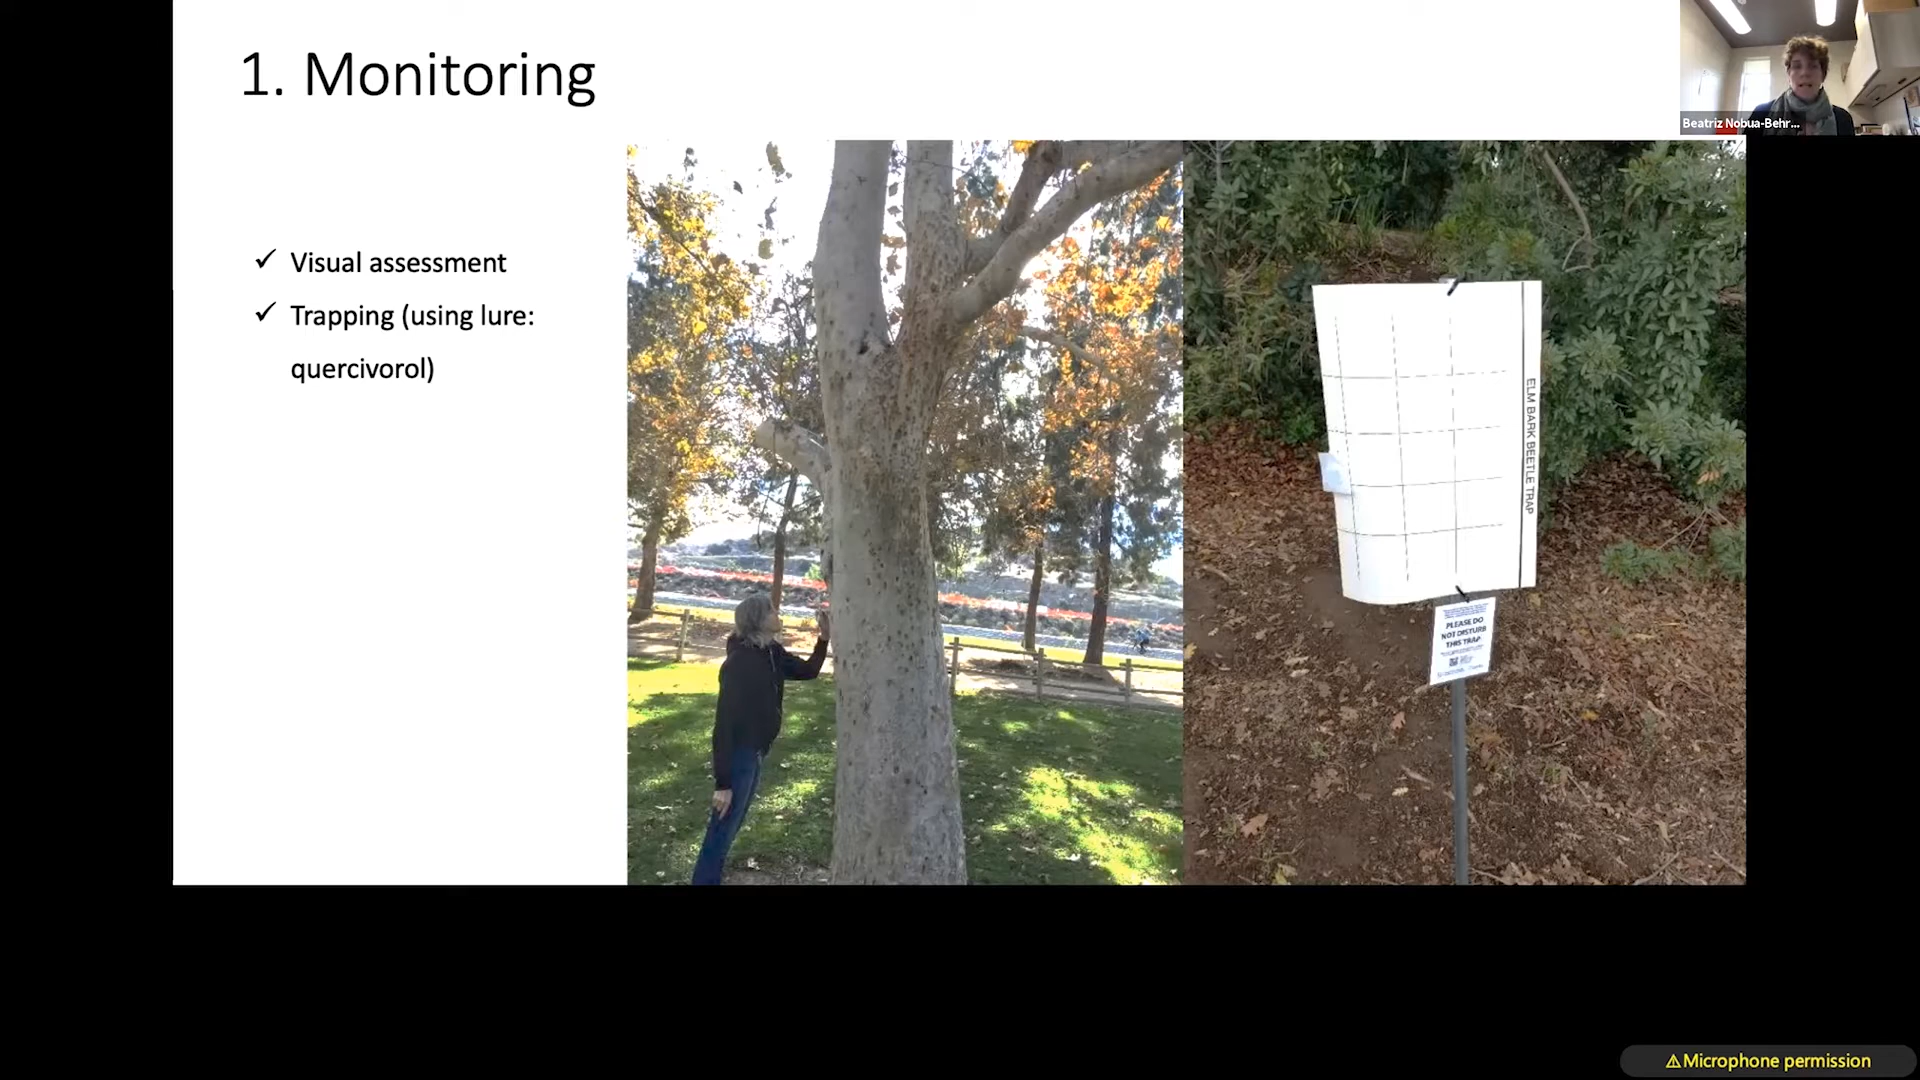 1. Monitoring
Beatriz Nobua-Behr...
✓ Visual assessment
✓ Trapping (using lure:
quercivorol)
ELM BARK BEETLE TRAP
PLEASE DO
NOT DISTURB
THIS TRAP
⚠Microphone permission